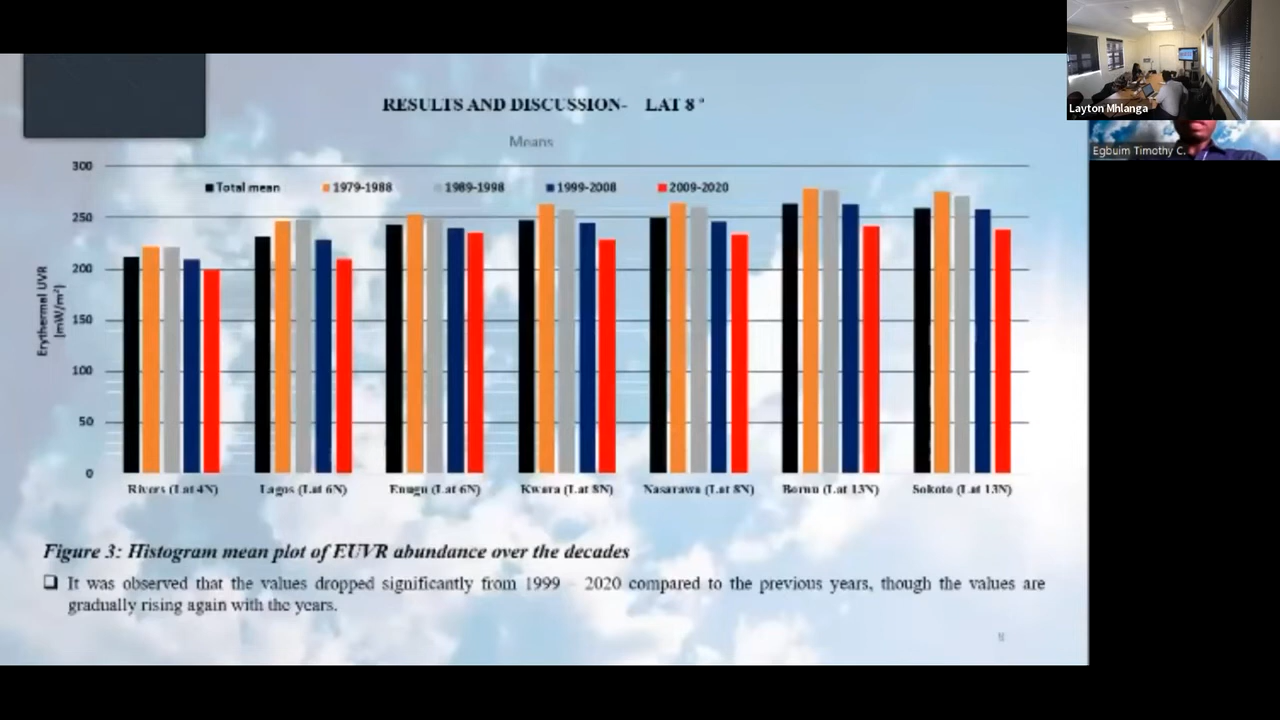 RESULTS AND DISCUSSION- LAT 8 °
Means
300
Total mean 1979-1988 1989-1998 1999-2008 2009-2020
250
200
150
100
50
0
Erythermal UVR
[mW/m²]
Rivers (Lat 4N) Lagos (Lat 6N) Enugu (Lat 6N) Kwara (Lat 8N) Nasarawa (Lat 8N) Bornu (Lat 13N) Sokoto (Lat 13N)
Figure 3: Histogram mean plot of EUVR abundance over the decades
It was observed that the values dropped significantly from 1999 – 2020 compared to the previous years, though the values are
gradually rising again with the years.
Layton Mhlanga
Egbuim Timothy C.